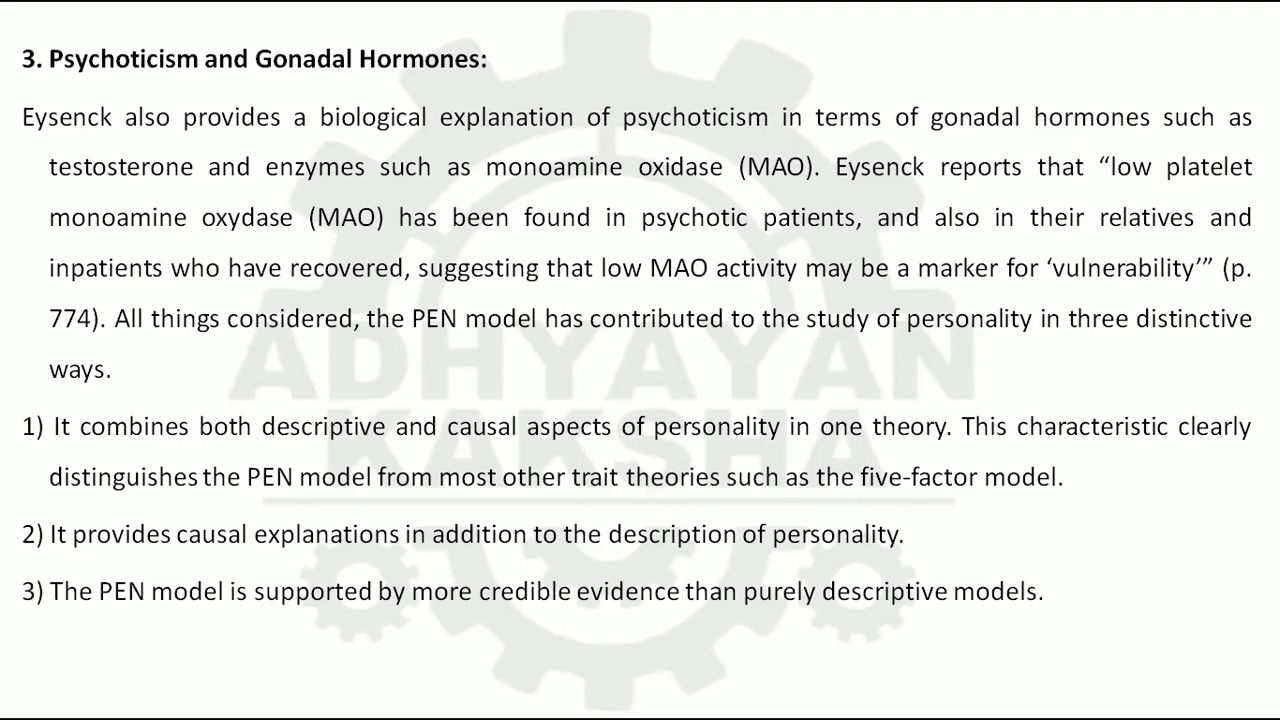 3. Psychoticism and Gonadal Hormones:
Eysenck also provides a biological explanation of psychoticism in terms of gonadal hormones such as
testosterone and enzymes such as monoamine oxidase (MAO). Eysenck reports that “low platelet
monoamine oxydase (MAO) has been found in psychotic patients, and also in their relatives and
inpatients who have recovered, suggesting that low MAO activity may be a marker for ‘vulnerability’” (p.
774). All things considered, the PEN model has contributed to the study of personality in three distinctive
ways.
1) It combines both descriptive and causal aspects of personality in one theory. This characteristic clearly
distinguishes the PEN model from most other trait theories such as the five-factor model.
2) It provides causal explanations in addition to the description of personality.
3) The PEN model is supported by more credible evidence than purely descriptive models.
ADHYAYAN
KAKSHA